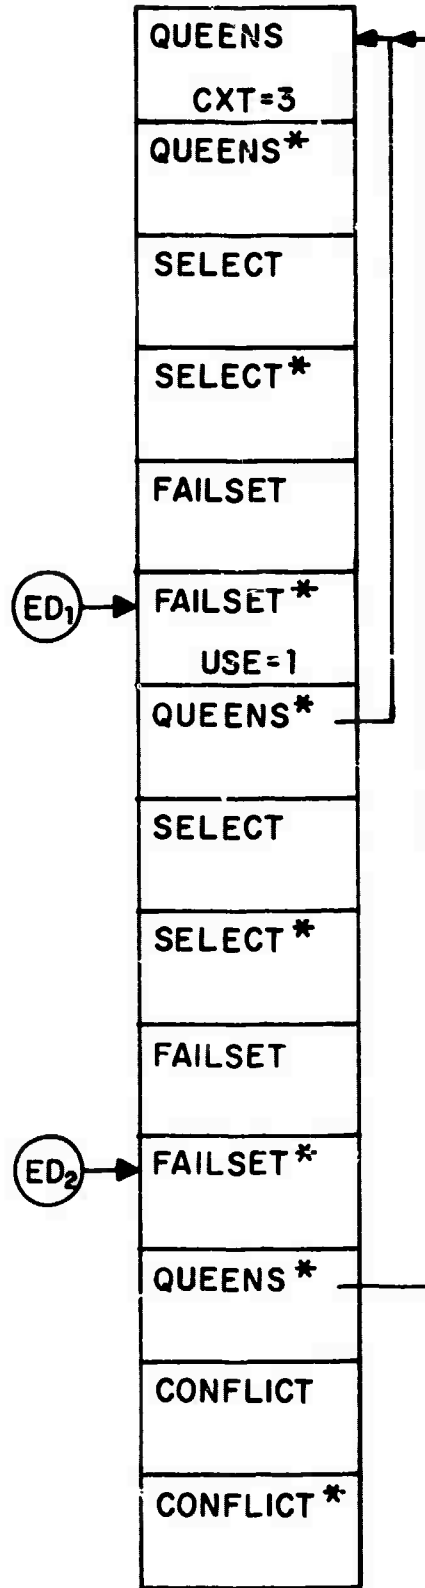 QUEENS
CXT=3
QUEENS*
SELECT
SELECT*
FAILSET
ED₁
FAILSET*
USE=1
QUEENS*
SELECT
SELECT*
FAILSET
ED₂
FAILSET*
QUEENS*
CONFLICT
CONFLICT*